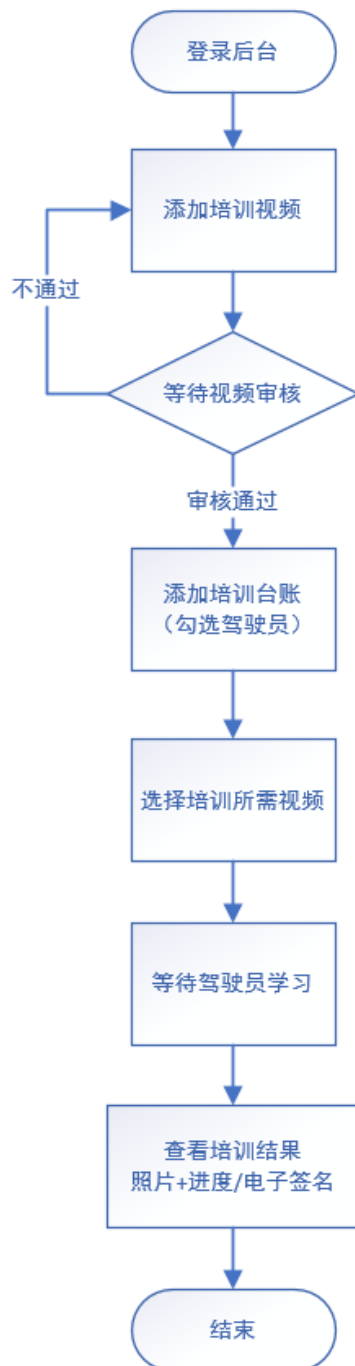 登录后台
添加培训视频
不通过
等待视频审核
审核通过
添加培训台账
（勾选驾驶员）
选择培训所需视频
等待驾驶员学习
查看培训结果
照片+进度/电子签名
结束